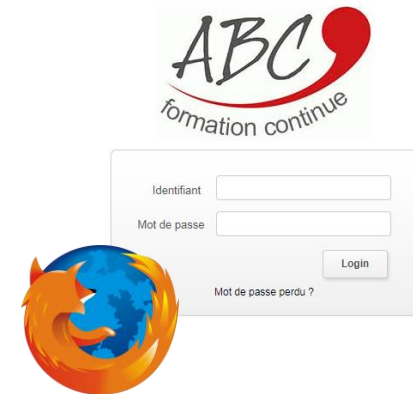 ABC
formation continue
Identifiant
Mot de passe
Login
Mot de passe perdu ?